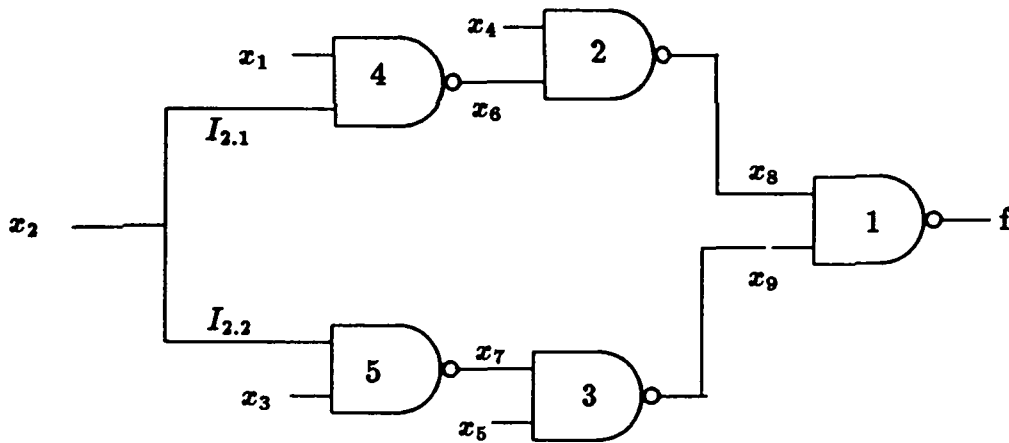 x₄
2
x₁
4
x₆
I₂.₁
x₈
x₂
1
f
x₉
I₂.₂
x₇
5
3
x₃
x₅